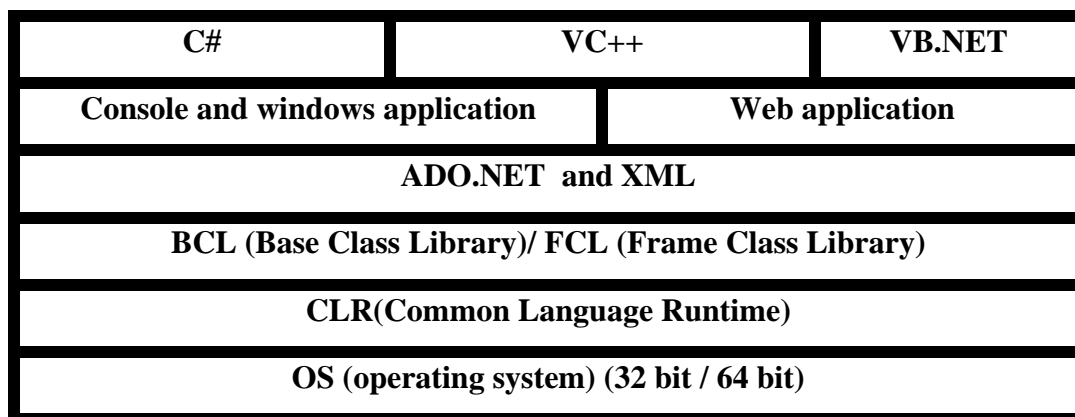 C# VC++ VB.NET
Console and windows application Web application
ADO.NET and XML
BCL (Base Class Library)/ FCL (Frame Class Library)
CLR(Common Language Runtime)
OS (operating system) (32 bit / 64 bit)